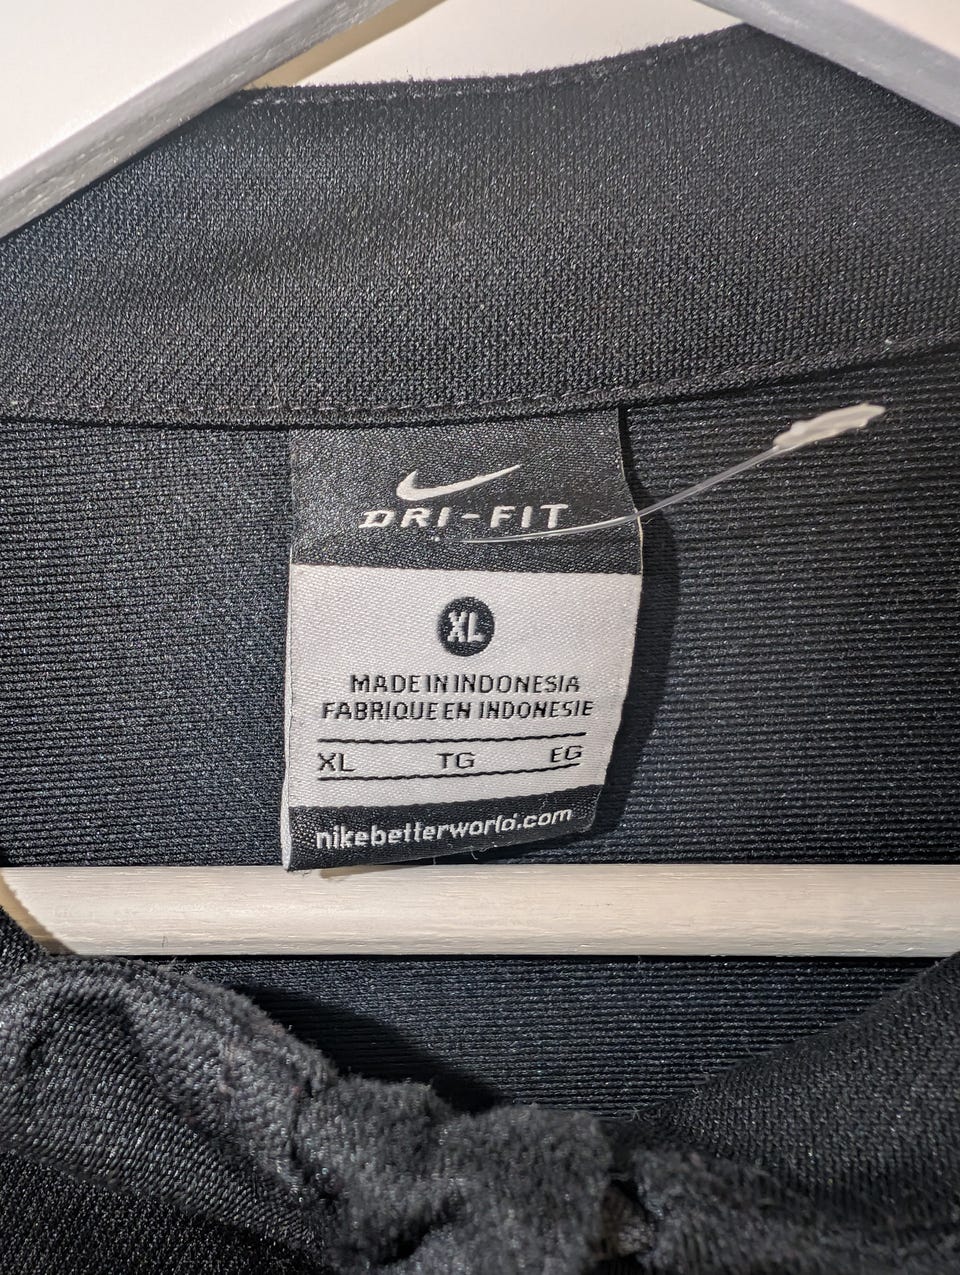 DRI-FIT
XL
MADE IN INDONESIA
FABRIQUE EN INDONESIE
XL TG EG
nikebetterworld.com